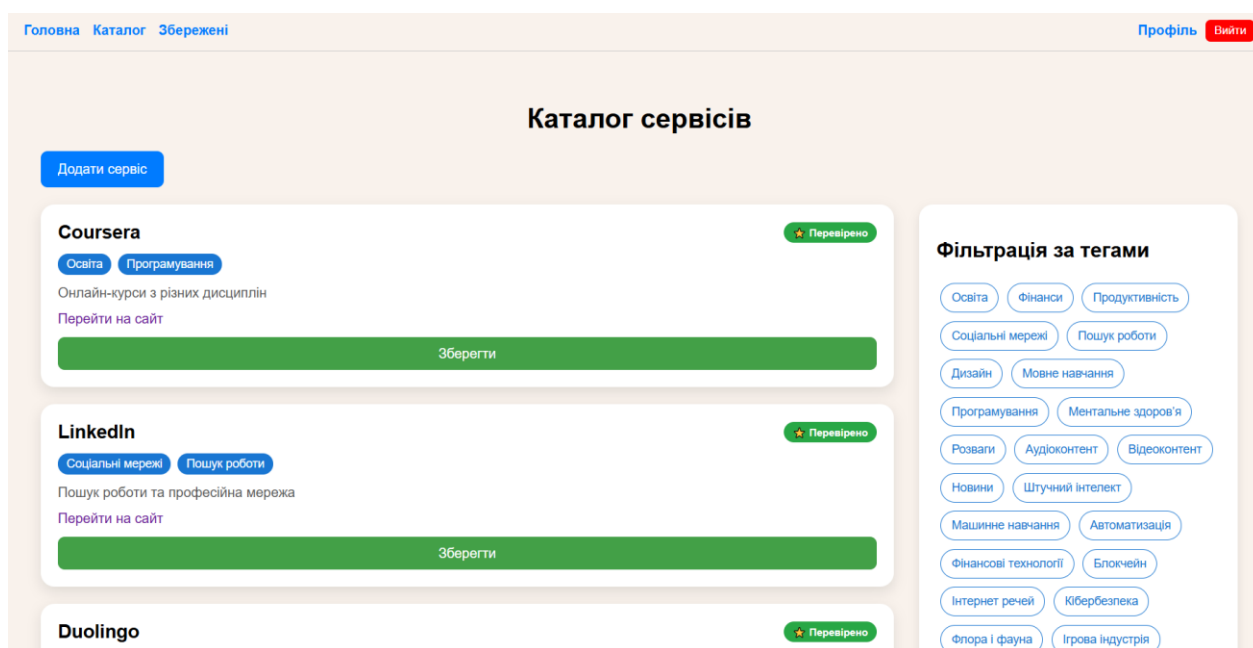 Головна Каталог Збережені
Профіль Вийти
Каталог сервісів
Додати сервіс
Coursera
Перевірено
Освіта Програмування
Онлайн-курси з різних дисциплін
Перейти на сайт
Зберегти
LinkedIn
Перевірено
Соціальні мережі Пошук роботи
Пошук роботи та професійна мережа
Перейти на сайт
Зберегти
Duolingo
Перевірено
Фільтрація за тегами
Освіта Фінанси Продуктивність
Соціальні мережі Пошук роботи
Дизайн Мовне навчання
Програмування Ментальне здоров'я
Розваги Аудіоконтент Відеоконтент
Новини Штучний інтелект
Машинне навчання Автоматизація
Фінансові технології Блокчейн
Інтернет речей Кібербезпека
Флора і фауна Ігрова індустрія